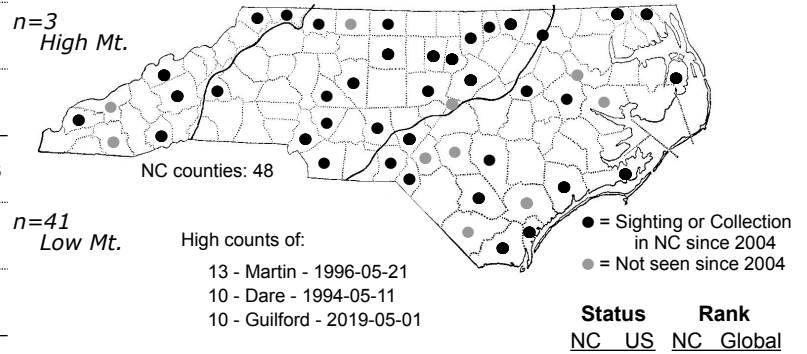 n=3
High Mt.
NC counties: 48
n=41
Low Mt.
High counts of:
13 - Martin - 1996-05-21
10 - Dare - 1994-05-11
10 - Guilford - 2019-05-01
= Sighting or Collection
in NC since 2004
= Not seen since 2004
Status Rank
NC US NC Global